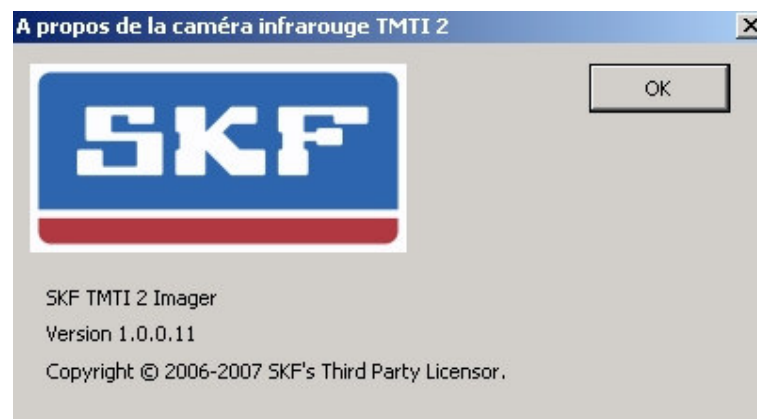 A propos de la caméra infrarouge TMTI 2
SKF
OK
SKF TMTI 2 Imager
Version 1.0.0.11
Copyright © 2006-2007 SKF's Third Party Licensor.